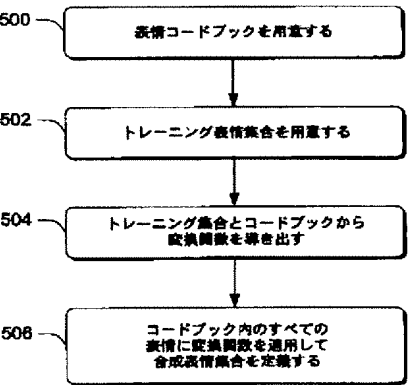 500
表情コードブックを用意する
502
トレーニング表情集合を用意する
504
トレーニング集合とコードブックから
変換関数を導き出す
506
コードブック内のすべての
表情に変換関数を適用して
合成表情集合を定義する